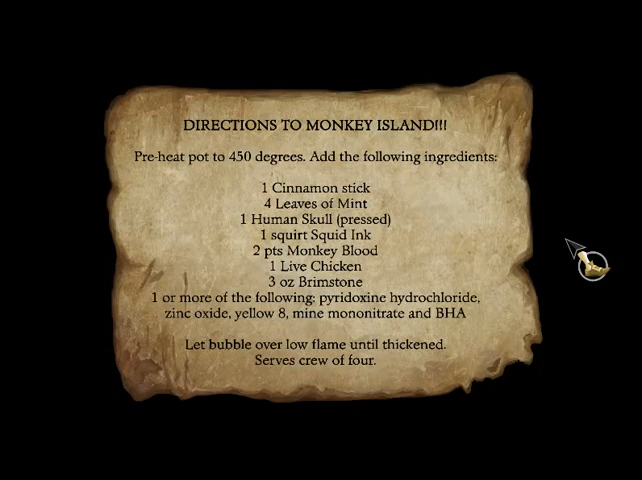 DIRECTIONS TO MONKEY ISLAND!!!
Pre-heat pot to 450 degrees. Add the following ingredients:
1 Cinnamon stick
4 Leaves of Mint
1 Human Skull (pressed)
1 squirt Squid Ink
2 pts Monkey Blood
1 Live Chicken
3 oz Brimstone
1 or more of the following: pyridoxine hydrochloride,
zinc oxide, yellow 8, mine mononitrate and BHA
Let bubble over low flame until thickened.
Serves crew of four.